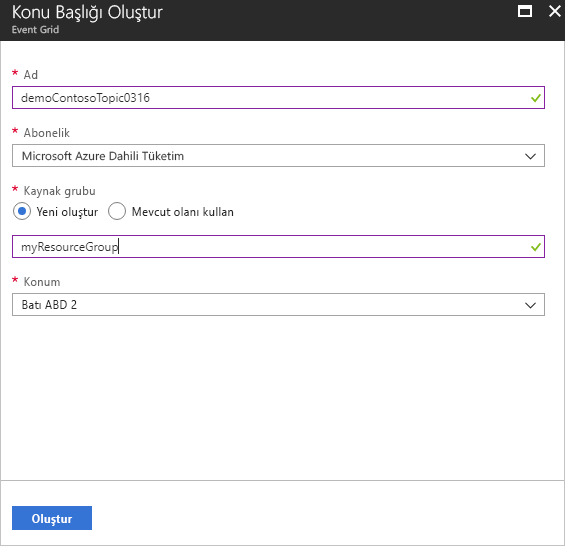 Konu Başlığı Oluştur
Event Grid
* Ad
demoContosoTopic0316
* Abonelik
Microsoft Azure Dahili Tüketim
* Kaynak grubu
Yeni oluştur Mevcut olanı kullan
myResourceGroup
* Konum
Batı ABD 2
Oluştur